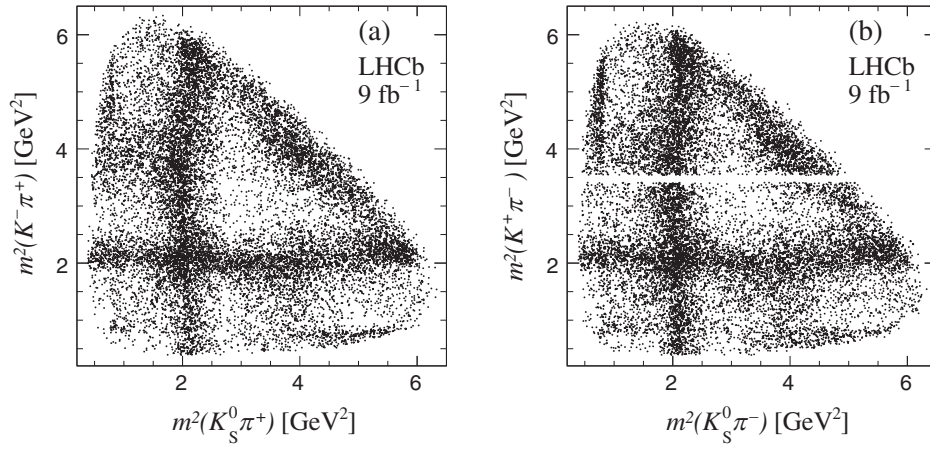 (a)
LHCb
9 fb⁻¹
m²(K⁻π⁺) [GeV²]
6
4
2
2 4 6
m²(K⁰_Sπ⁺) [GeV²]
(b)
LHCb
9 fb⁻¹
m²(K⁺π⁻) [GeV²]
6
4
2
2 4 6
m²(K⁰_Sπ⁻) [GeV²]